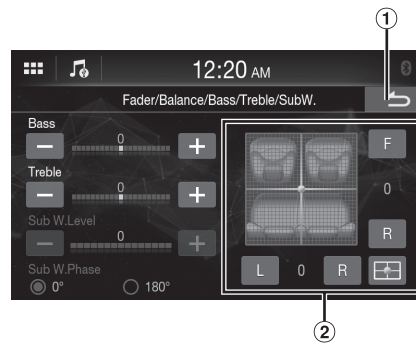 1
12:20 AM
Fader/Balance/Bass/Treble/SubW.
Bass
0
F
Treble
0
0
Sub W.Level
0
R
Sub W.Phase
L 0 R
0° 180°
2